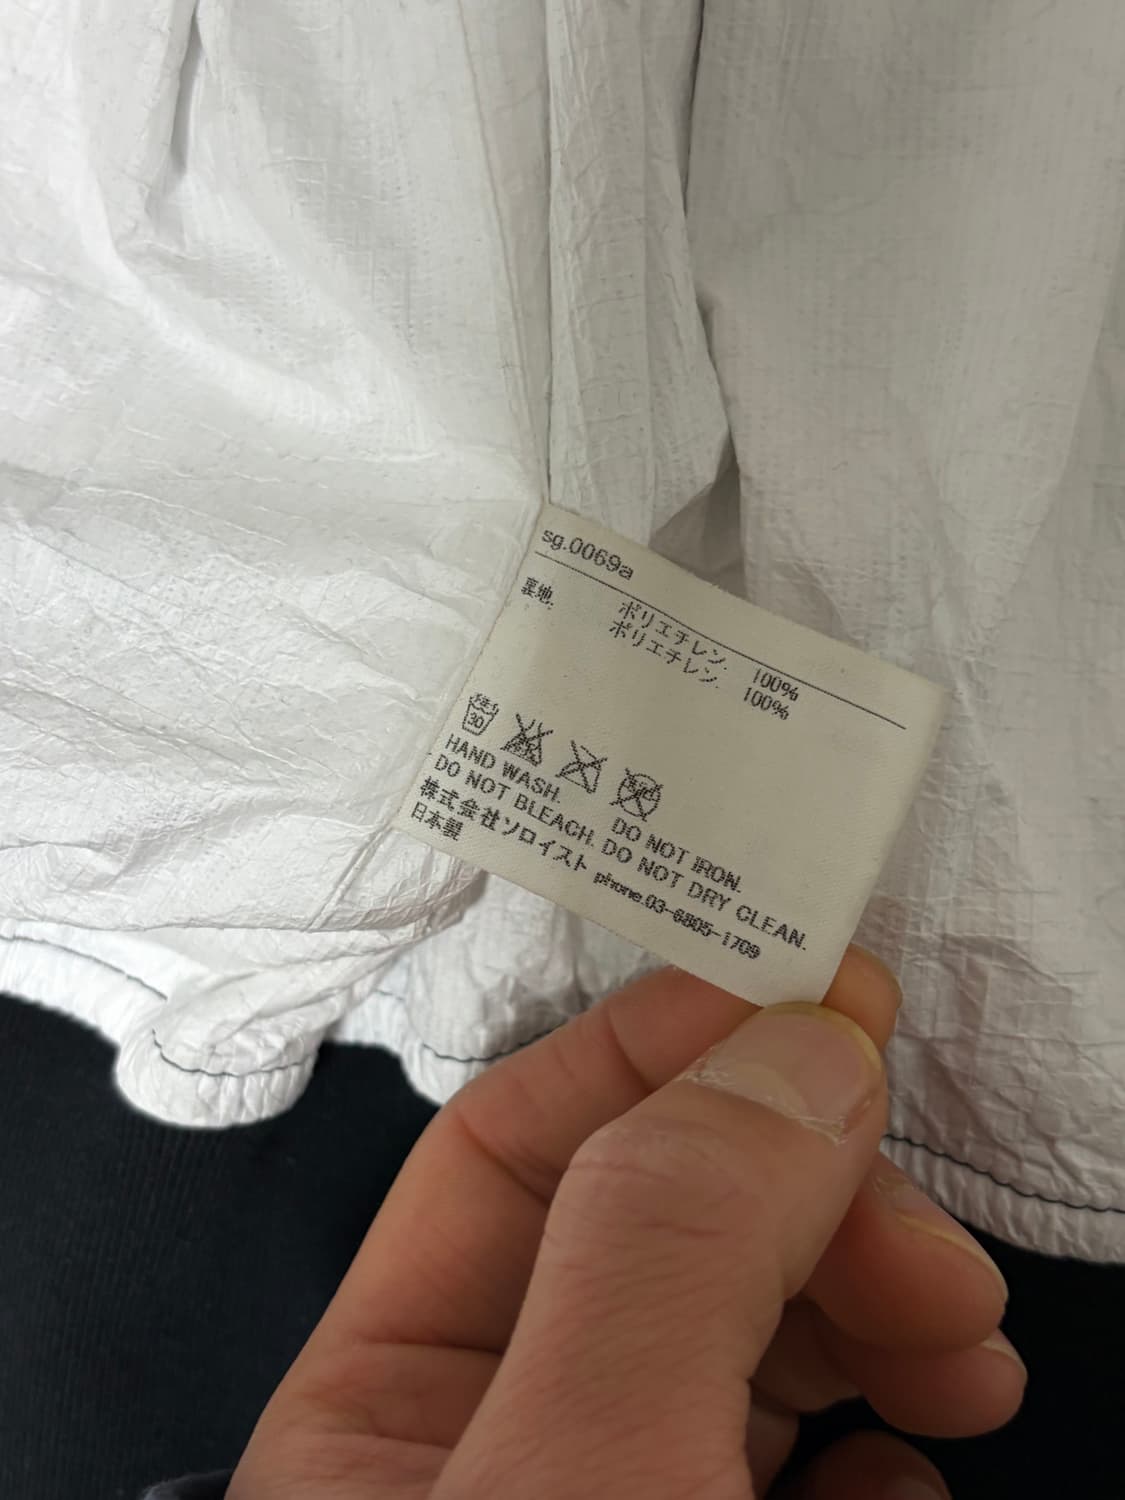 sg.0069a
ポリエチレン. 100%
裏地. ポリエチレン. 100%
30
HAND WASH. DO NOT IRON.
DO NOT BLEACH. DO NOT DRY CLEAN.
株式会社ソロイスト phone.03-6805-1709
日本製